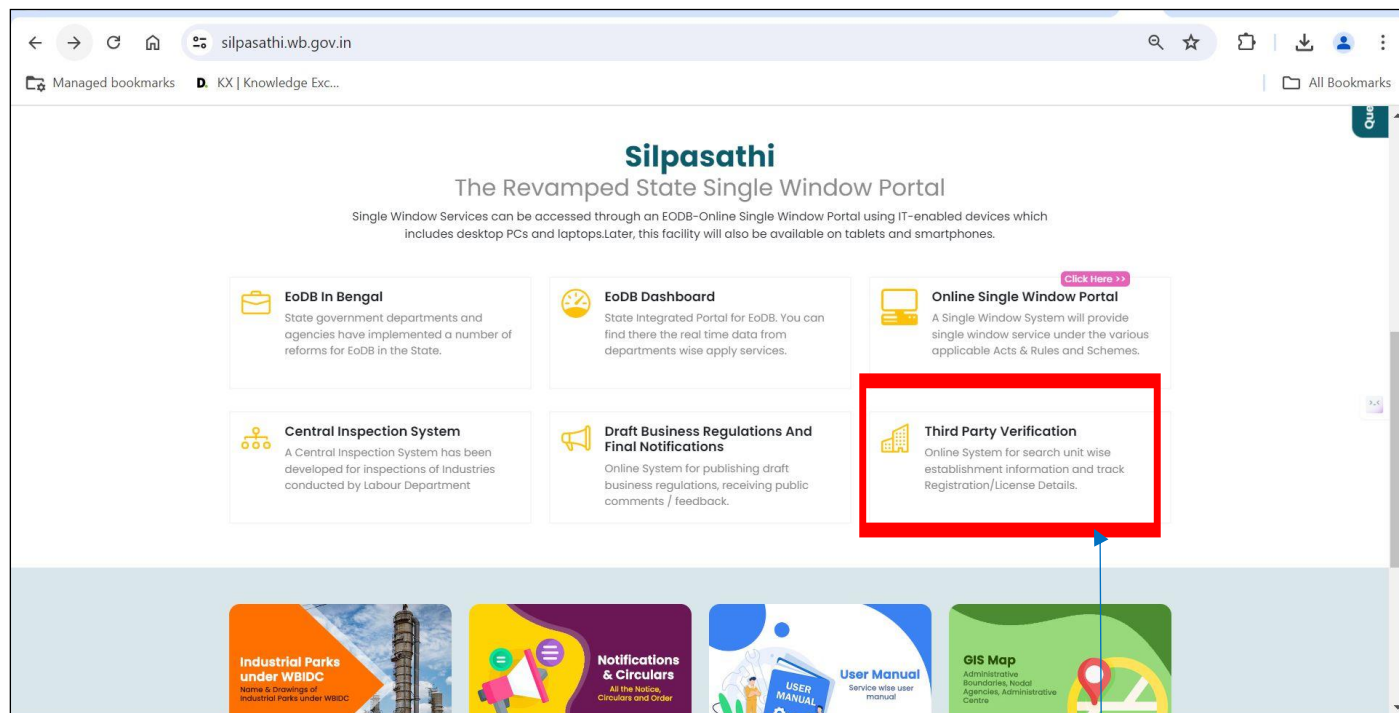 silpasathi.wb.gov.in
Managed bookmarks
D. KX | Knowledge Exc...
All Bookmarks
Que
Silpasathi
The Revamped State Single Window Portal
Single Window Services can be accessed through an EODB-Online Single Window Portal using IT-enabled devices which
includes desktop PCs and laptops.Later, this facility will also be available on tablets and smartphones.
EoDB In Bengal
State government departments and
agencies have implemented a number of
reforms for EoDB in the State.
EoDB Dashboard
State Integrated Portal for EoDB. You can
find there the real time data from
departments wise apply services.
Click Here >>
Online Single Window Portal
A Single Window System will provide
single window service under the various
applicable Acts & Rules and Schemes.
Central Inspection System
A Central Inspection System has been
developed for inspections of Industries
conducted by Labour Department
Draft Business Regulations And
Final Notifications
Online System for publishing draft
business regulations, receiving public
comments / feedback.
Third Party Verification
Online System for search unit wise
establishment information and track
Registration/License Details.
Industrial Parks
under WBIDC
Name & Drawings of
Industrial Parks under WBIDC
Notifications
& Circulars
All the Notice,
Circulars and Order
USER
MANUAL
User Manual
Service wise user
manual
GIS Map
Administrative
Boundaries, Nodal
Agencies, Administrative
Centre